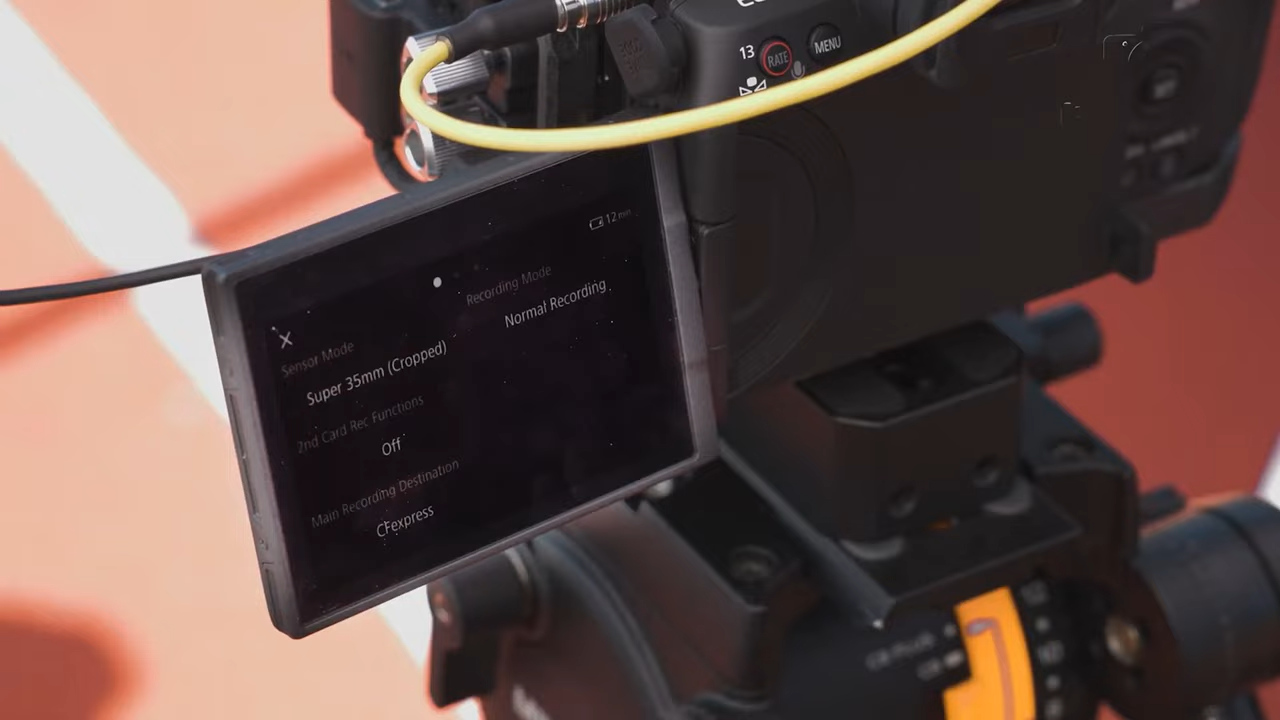 13
RATE
MENU
12 min
Recording Mode
Normal Recording
Sensor Mode
Super 35mm (Cropped)
2nd Card Rec Functions
Off
Main Recording Destination
CFexpress